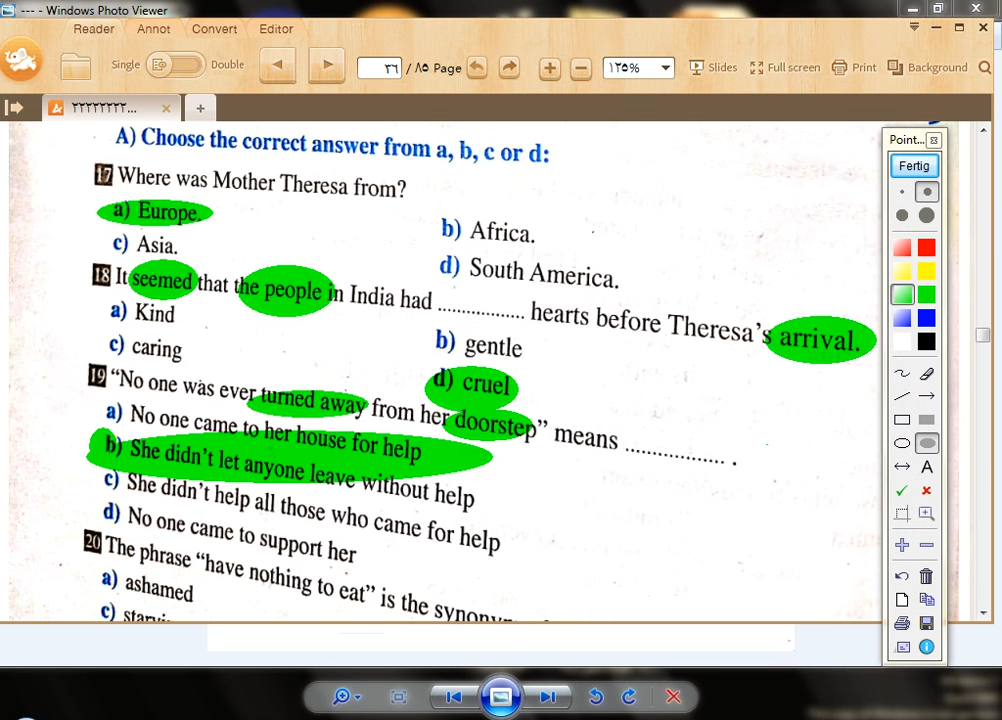 ---- - Windows Photo Viewer
Reader Annot Convert Editor
Single Double ٣٦ / ٨٥ Page ١٢٥% Slides Full screen Print Background
٢٢٢٢٢٢٢٢...
Point...
Fertig
A) Choose the correct answer from a, b, c or d:
17 Where was Mother Theresa from?
a) Europe.
b) Africa.
c) Asia.
d) South America.
18 It seemed that the people in India had .................. hearts before Theresa's arrival.
a) Kind
b) gentle
c) caring
d) cruel
19 "No one was ever turned away from her doorstep" means .................... .
a) No one came to her house for help
b) She didn't let anyone leave without help
c) She didn't help all those who came for help
d) No one came to support her
20 The phrase "have nothing to eat" is the
a) ashamed
c)
A